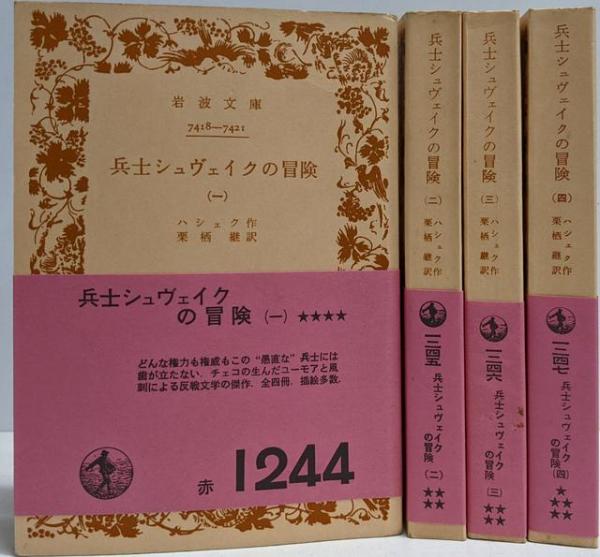 岩波文庫
7418—7421
兵士シュヴェイクの冒険
(一)
ハシェク作
栗栖継訳
兵士シュヴェイク
の冒険(一)★★★★
どんな権力も権威もこの“愚直な”兵士には
歯が立たない．チェコの生んだユーモアと風
刺による反戦文学の傑作．全四冊．挿絵多数．
赤 1244
兵士シュヴェイクの冒険(二)
ハシェク作
栗栖継訳
一二四五
兵士シュヴェイク
の冒険(二)
★★
★★
兵士シュヴェイクの冒険(三)
ハシェク作
栗栖継訳
一二四六
兵士シュヴェイク
の冒険(三)
★★
★★
兵士シュヴェイクの冒険(四)
ハシェク作
栗栖継訳
一二四七
兵士シュヴェイク
の冒険(四)
★
★★
★★